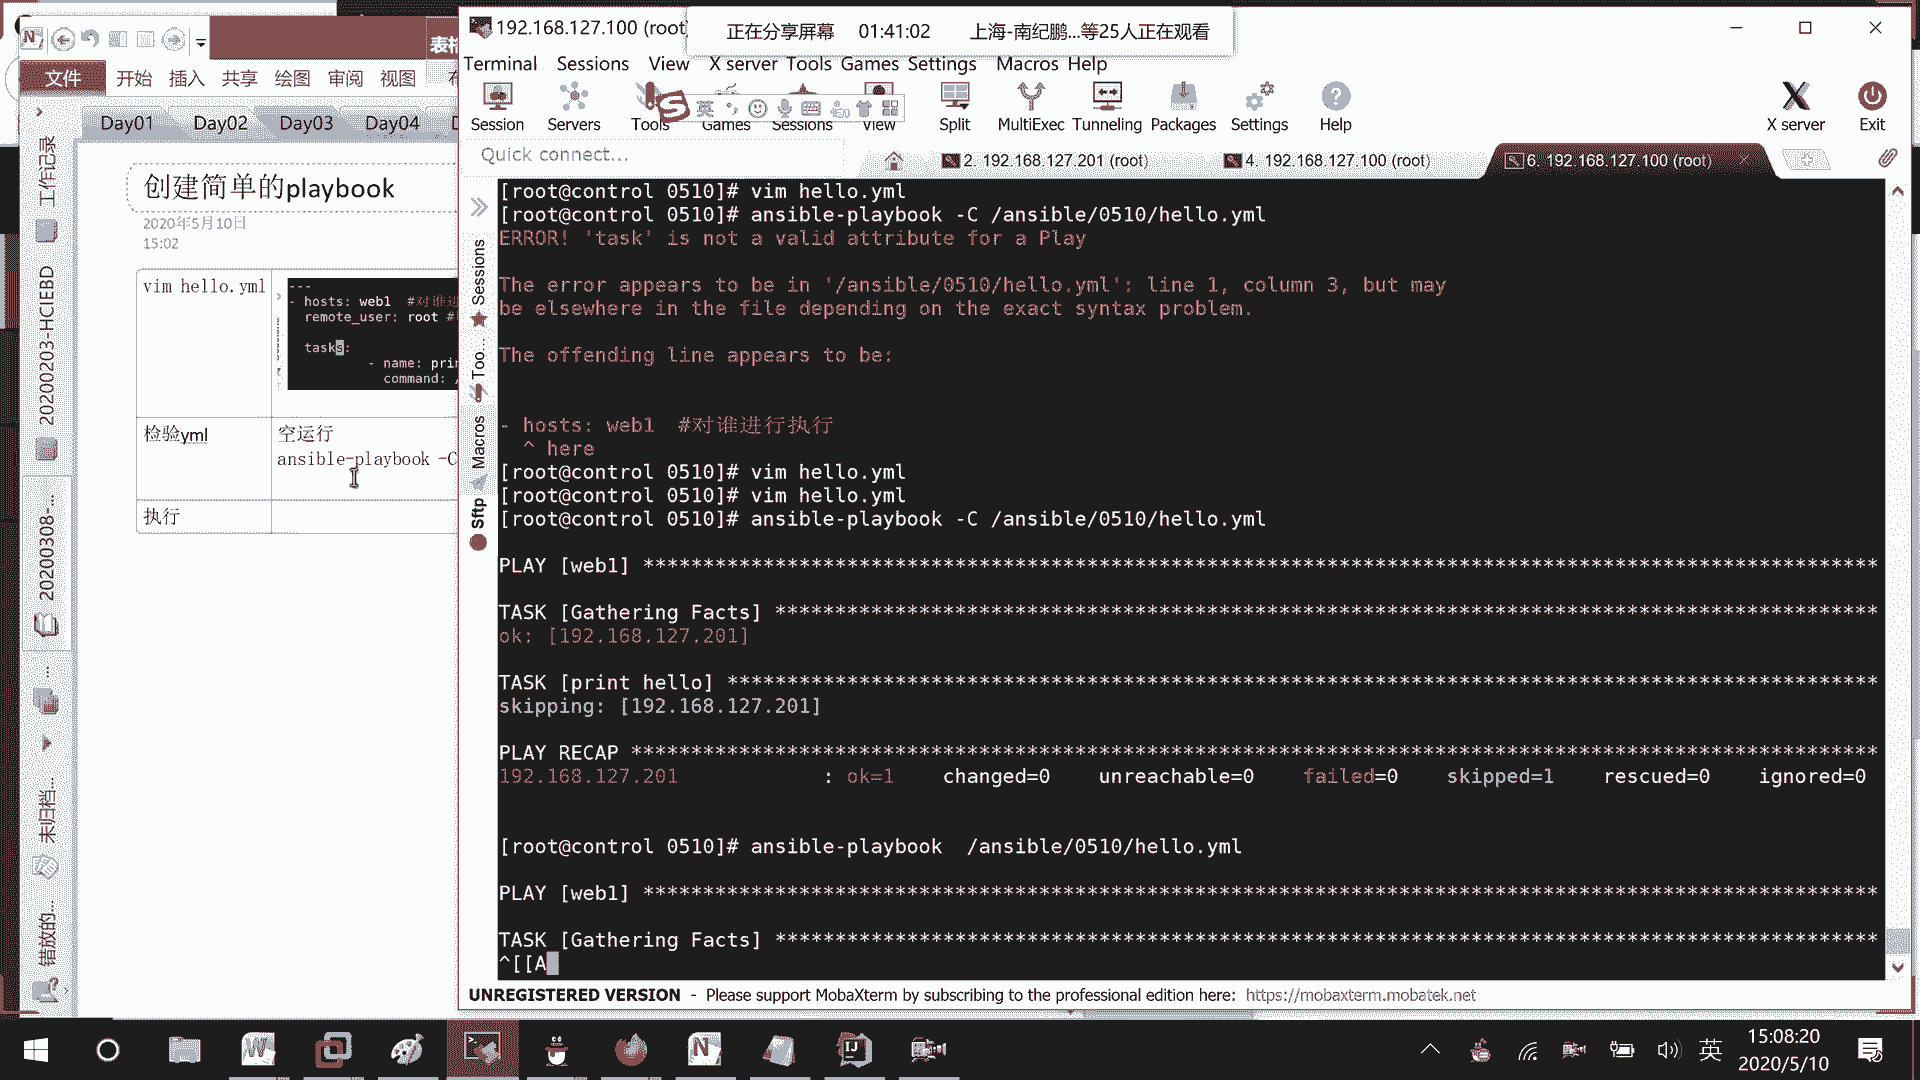 192.168.127.100 (root
正在分享屏幕 01:41:02 上海-南纪鹏...等25人正在观看
Terminal Sessions View X server Tools Games Settings Macros Help
Session Servers Tools Games Sessions View Split MultiExec Tunneling Packages Settings Help X server Exit
英
Quick connect...
2. 192.168.127.201 (root)
4. 192.168.127.100 (root)
6. 192.168.127.100 (root)
表格
文件 开始 插入 共享 绘图 审阅 视图 布
Day01 Day02 Day03 Day04 D
工作记录
20200203-HCIEBD
20200308-...
...
未归档...
错放的...
创建简单的playbook
2020年5月10日
15:02
vim hello.yml
---
- hosts: web1 #对谁进
remote_user: root #
tasks:
- name: prin
command: /
检验yml
空运行
ansible-playbook -C
执行
Sessions
Too...
Macros
Sftp
[root@control 0510]# vim hello.yml
[root@control 0510]# ansible-playbook -C /ansible/0510/hello.yml
ERROR! 'task' is not a valid attribute for a Play
The error appears to be in '/ansible/0510/hello.yml': line 1, column 3, but may
be elsewhere in the file depending on the exact syntax problem.
The offending line appears to be:
- hosts: web1  #对谁进行执行
^ here
[root@control 0510]# vim hello.yml
[root@control 0510]# vim hello.yml
[root@control 0510]# ansible-playbook -C /ansible/0510/hello.yml
PLAY [web1] *********************************************************************************************************
TASK [Gathering Facts] **********************************************************************************************
ok: [192.168.127.201]
TASK [print hello] **************************************************************************************************
skipping: [192.168.127.201]
PLAY RECAP **********************************************************************************************************
192.168.127.201 : ok=1 changed=0 unreachable=0 failed=0 skipped=1 rescued=0 ignored=0
[root@control 0510]# ansible-playbook  /ansible/0510/hello.yml
PLAY [web1] *********************************************************************************************************
TASK [Gathering Facts] **********************************************************************************************
^[[A
UNREGISTERED VERSION - Please support MobaXterm by subscribing to the professional edition here: https://mobaxterm.mobatek.net
英
15:08:20
2020/5/10